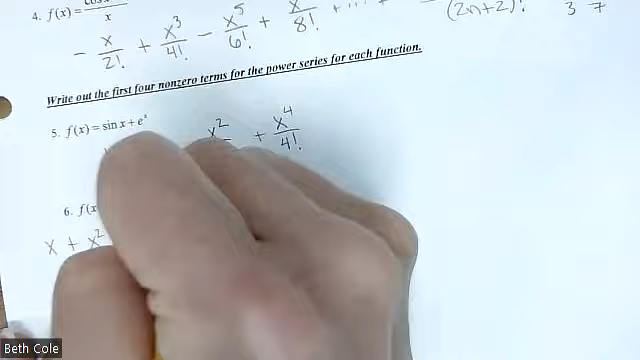 4. f(x) = cos x / x
- x/2! + x³/4! - x⁵/6! + x/8! + ... (2n+2)! 3 7
Write out the first four nonzero terms for the power series for each function.
5. f(x) = sin x + eˣ
x² + x⁴/4!
6. f(x
x + x²
Beth Cole